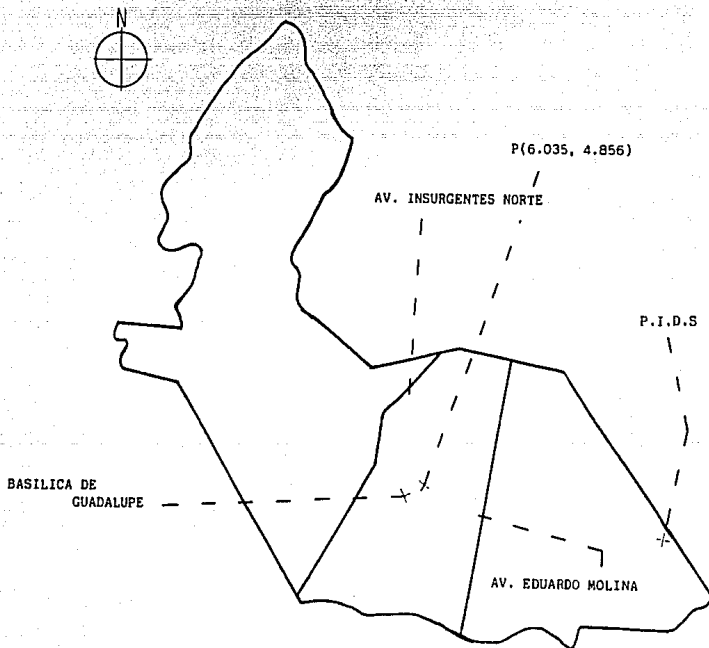 N
P(6.035, 4.856)
AV. INSURGENTES NORTE
P.I.D.S
BASILICA DE
GUADALUPE
AV. EDUARDO MOLINA